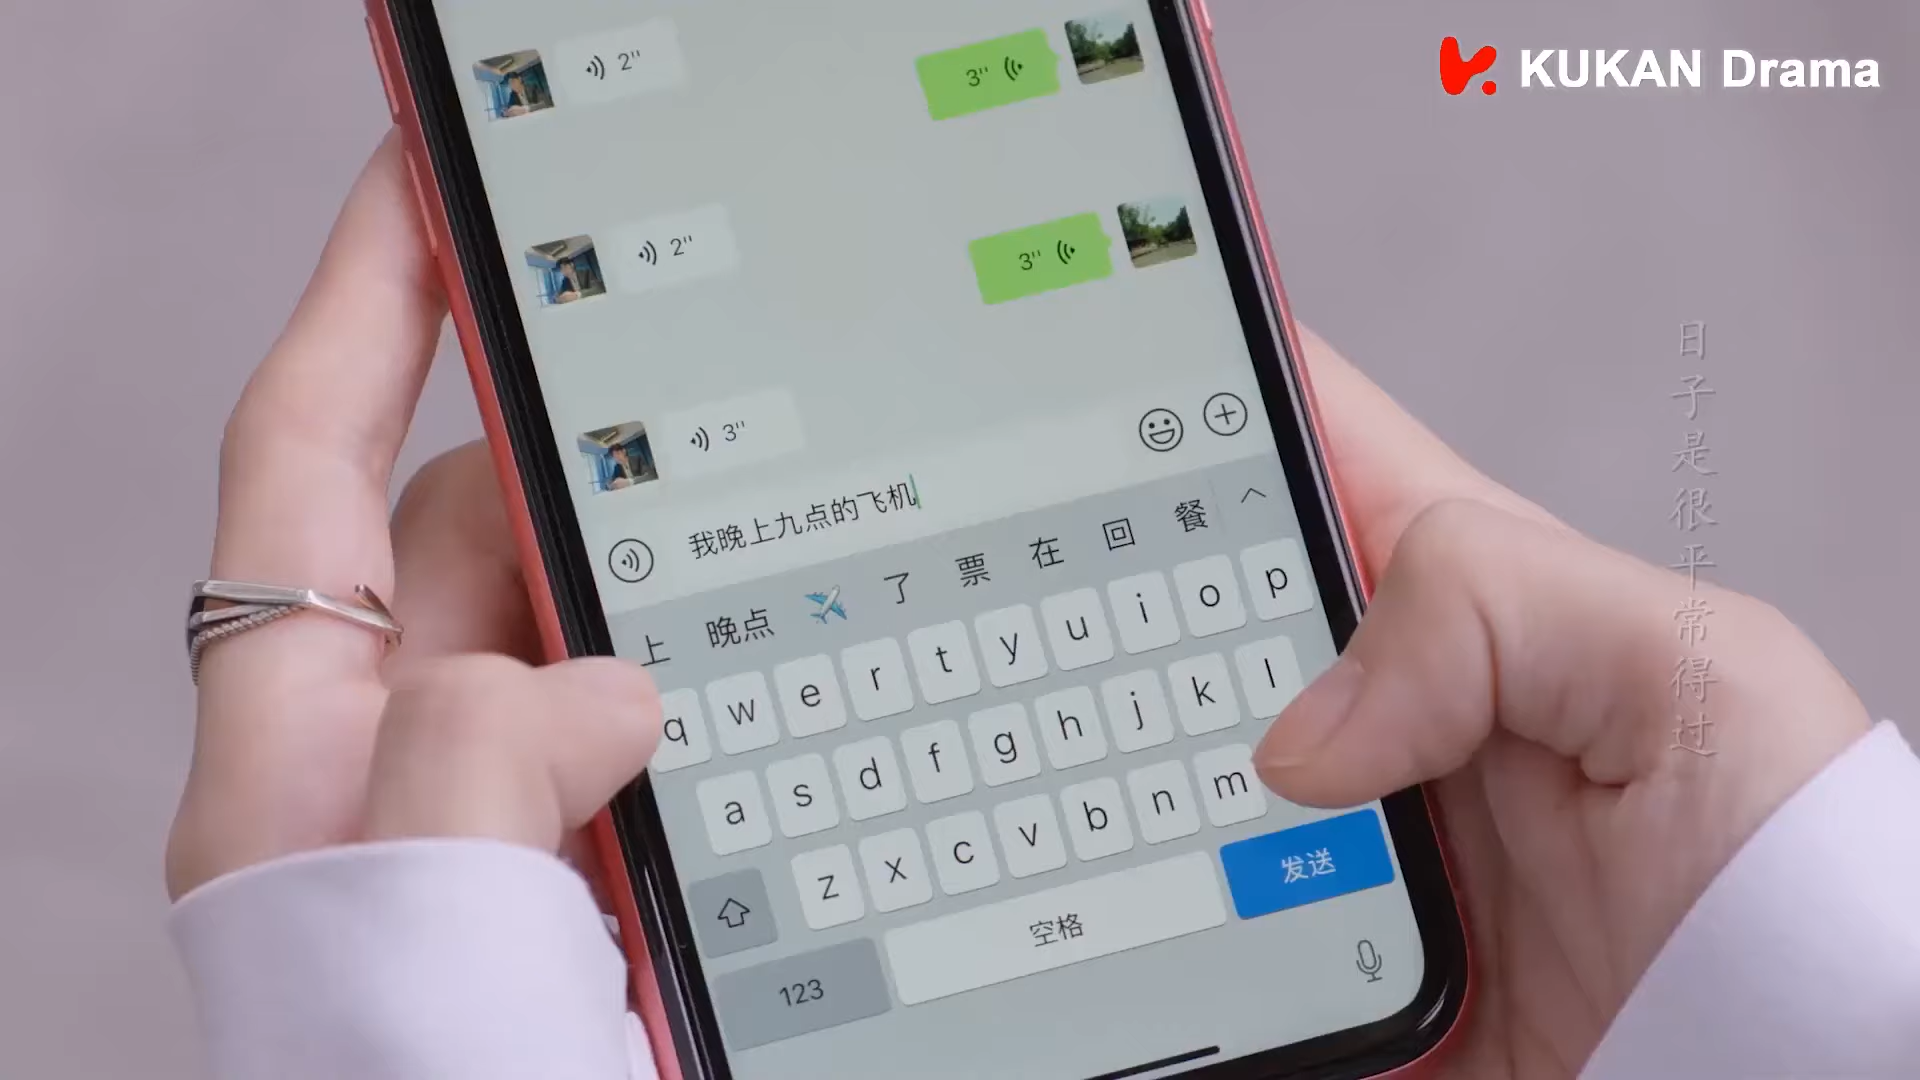 KUKAN Drama
2"
3"
2"
3"
3"
我晚上九点的飞机
上 晚点 ✈️ 了 票 在 回 餐
q w e r t y u i o p
a s d f g h j k l
z x c v b n m
123 空格 发送
日子是很平常得过